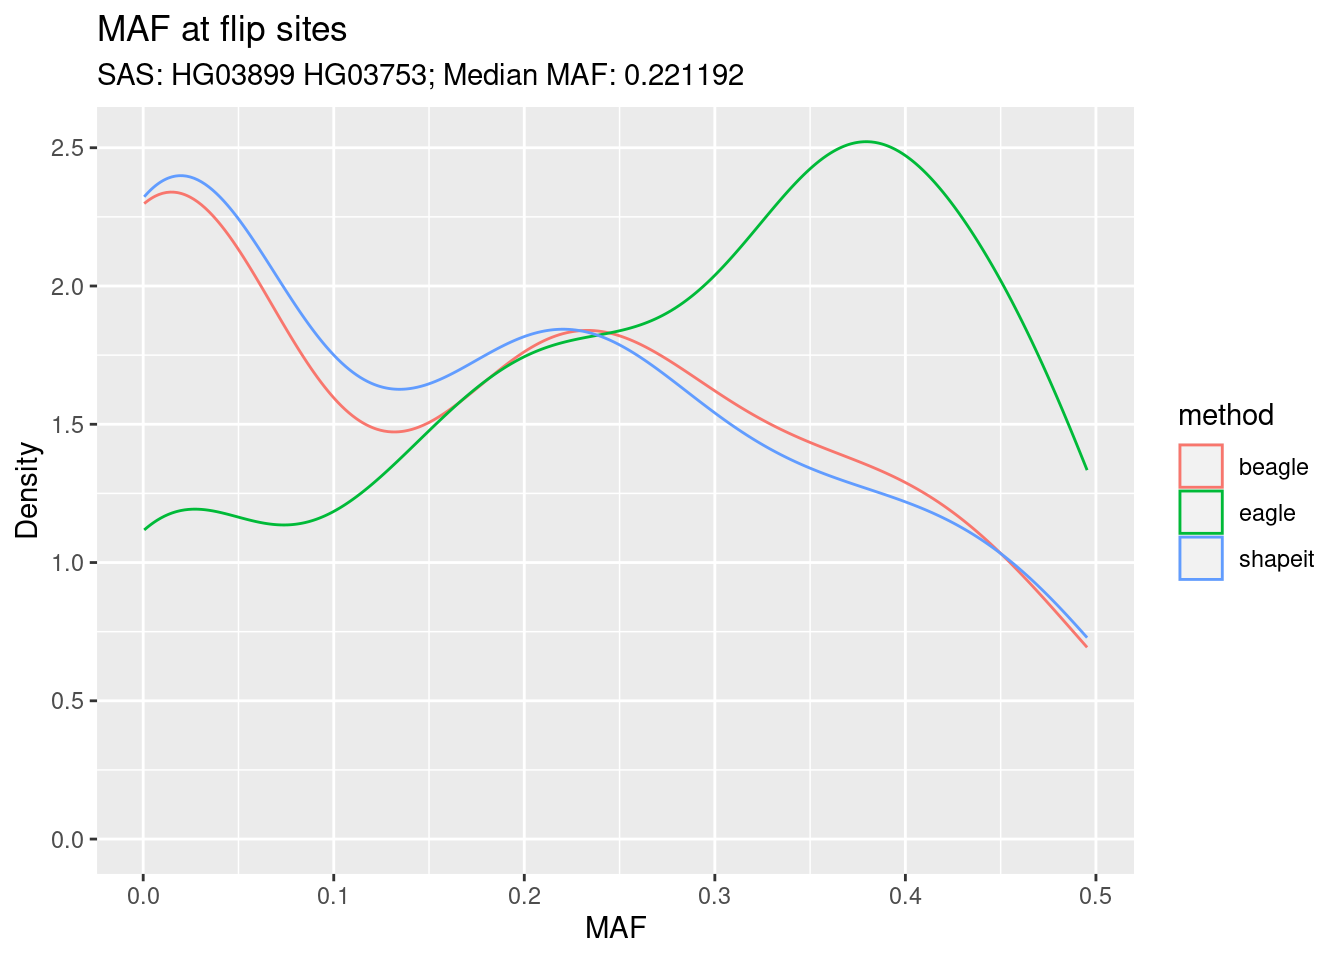 MAF at flip sites
SAS: HG03899 HG03753; Median MAF: 0.221192
2.5
2.0
1.5
1.0
0.5
0.0
Density
0.0 0.1 0.2 0.3 0.4 0.5
MAF
method
beagle
eagle
shapeit